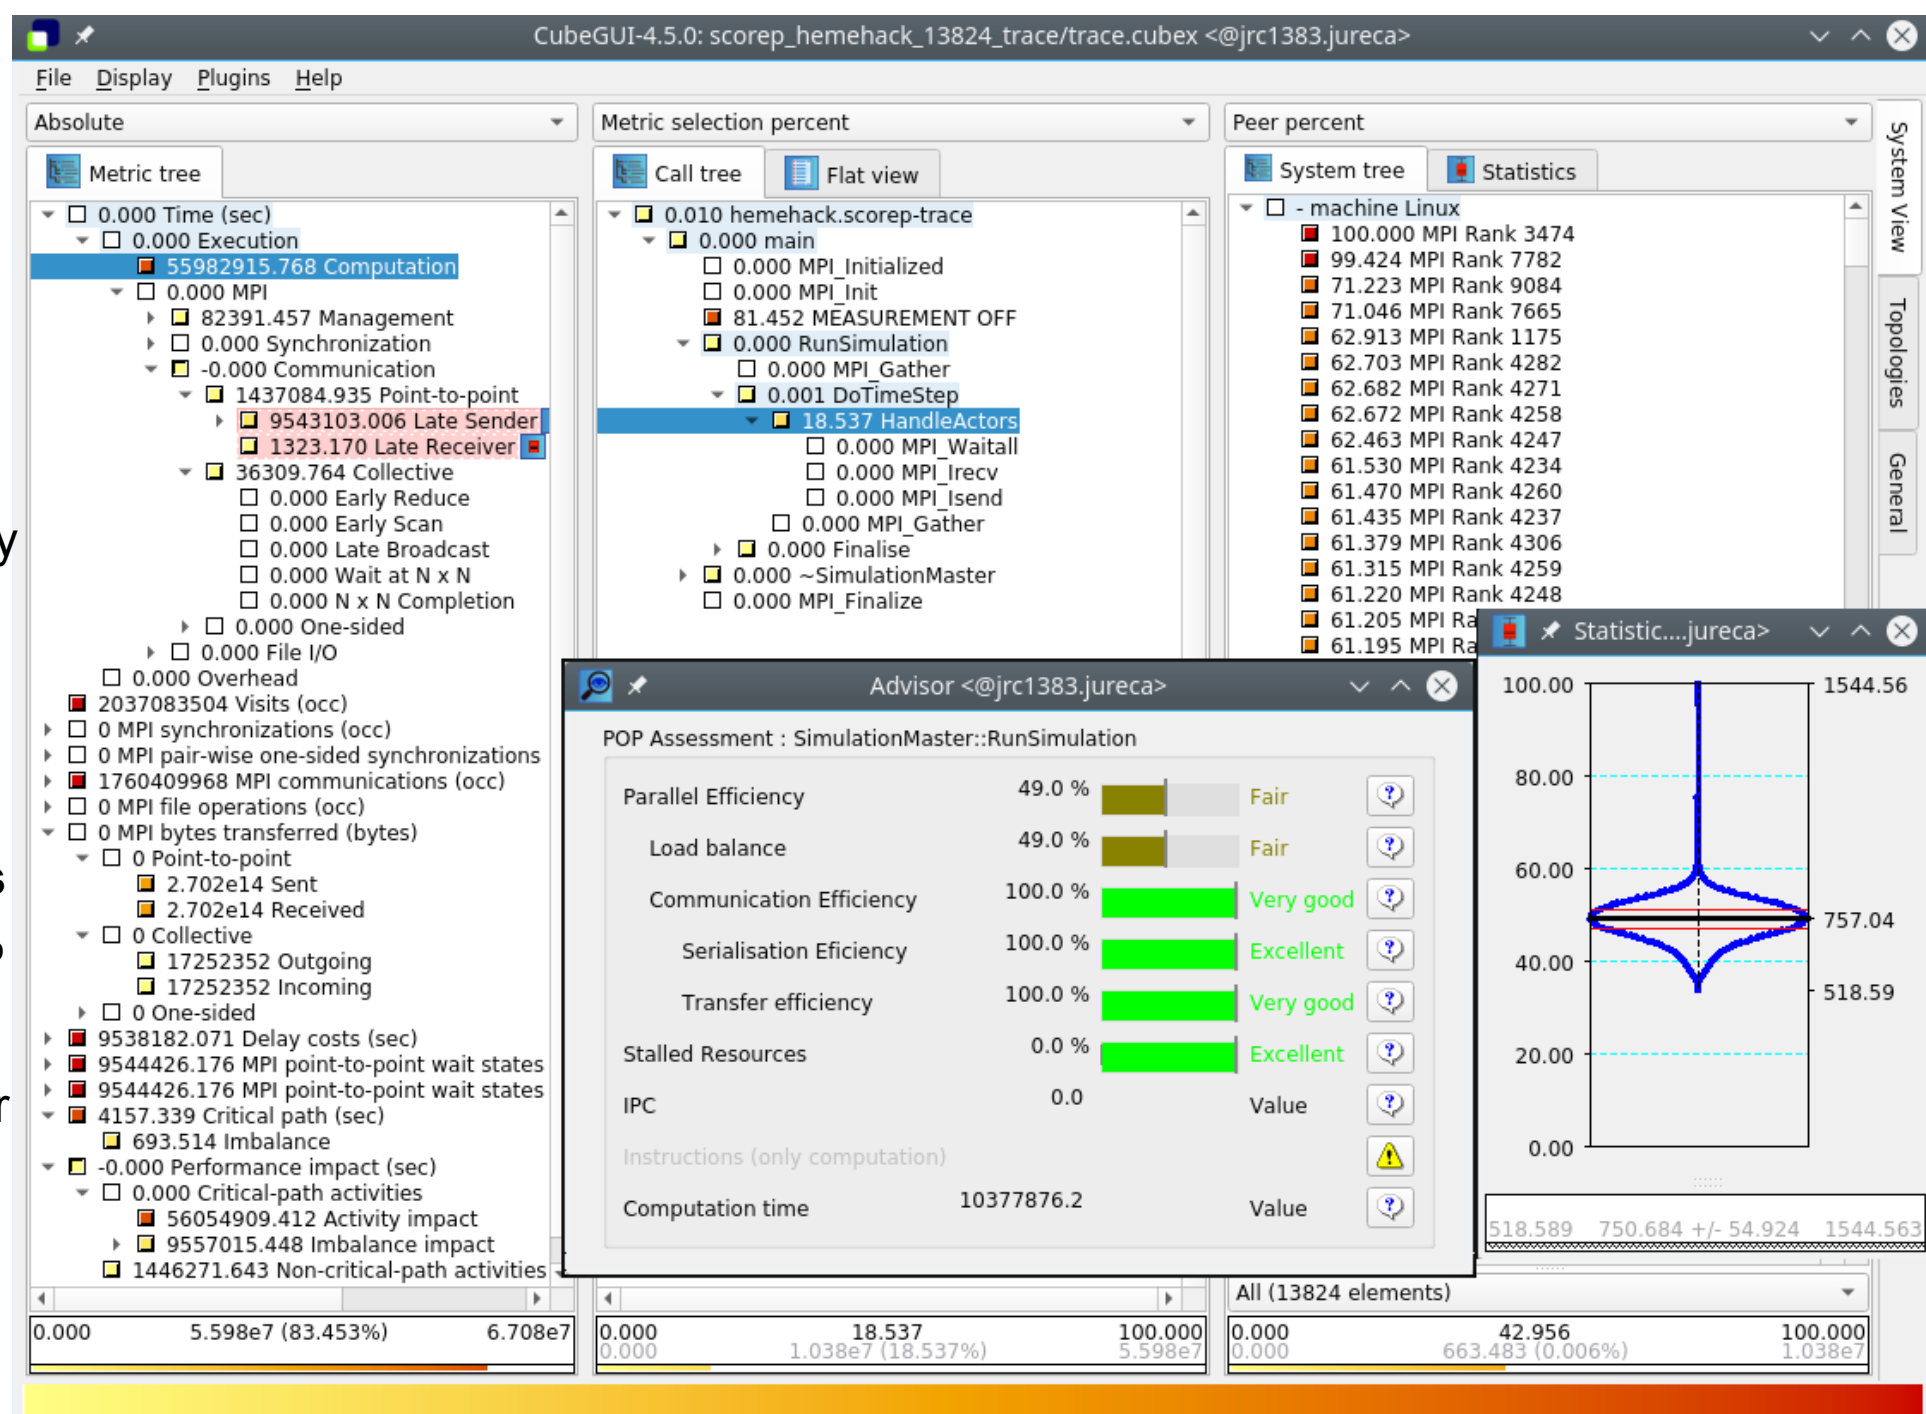 CubeGUI-4.5.0: scorep_hemehack_13824_trace/trace.cubex <@jrc1383.jureca>
File Display Plugins Help
Absolute
Metric tree
0.000 Time (sec)
0.000 Execution
55982915.768 Computation
0.000 MPI
82391.457 Management
0.000 Synchronization
-0.000 Communication
1437084.935 Point-to-point
9543103.006 Late Sender
1323.170 Late Receiver
36309.764 Collective
0.000 Early Reduce
0.000 Early Scan
0.000 Late Broadcast
0.000 Wait at N x N
0.000 N x N Completion
0.000 One-sided
0.000 File I/O
0.000 Overhead
2037083504 Visits (occ)
0 MPI synchronizations (occ)
0 MPI pair-wise one-sided synchronizations
1760409968 MPI communications (occ)
0 MPI file operations (occ)
0 MPI bytes transferred (bytes)
0 Point-to-point
2.702e14 Sent
2.702e14 Received
0 Collective
17252352 Outgoing
17252352 Incoming
0 One-sided
9538182.071 Delay costs (sec)
9544426.176 MPI point-to-point wait states
9544426.176 MPI point-to-point wait states
4157.339 Critical path (sec)
693.514 Imbalance
-0.000 Performance impact (sec)
0.000 Critical-path activities
56054909.412 Activity impact
9557015.448 Imbalance impact
1446271.643 Non-critical-path activities
0.000 5.598e7 (83.453%) 6.708e7
Metric selection percent
Call tree Flat view
0.010 hemehack.scorep-trace
0.000 main
0.000 MPI_Initialized
0.000 MPI_Init
81.452 MEASUREMENT OFF
0.000 RunSimulation
0.000 MPI_Gather
0.001 DoTimeStep
18.537 HandleActors
0.000 MPI_Waitall
0.000 MPI_Irecv
0.000 MPI_Isend
0.000 MPI_Gather
0.000 Finalise
0.000 ~SimulationMaster
0.000 MPI_Finalize
0.000 18.537 100.000
0.000 1.038e7 (18.537%) 5.598e7
Peer percent
System tree Statistics
- machine Linux
100.000 MPI Rank 3474
99.424 MPI Rank 7782
71.223 MPI Rank 9084
71.046 MPI Rank 7665
62.913 MPI Rank 1175
62.703 MPI Rank 4282
62.682 MPI Rank 4271
62.672 MPI Rank 4258
62.463 MPI Rank 4247
61.530 MPI Rank 4234
61.470 MPI Rank 4260
61.435 MPI Rank 4237
61.379 MPI Rank 4306
61.315 MPI Rank 4259
61.220 MPI Rank 4248
61.205 MPI Ra
61.195 MPI Ra
All (13824 elements)
0.000 42.956 100.000
0.000 663.483 (0.006%) 1.038e7
System View
Topologies
General
Advisor <@jrc1383.jureca>
POP Assessment : SimulationMaster::RunSimulation
Parallel Efficiency 49.0 % Fair
Load balance 49.0 % Fair
Communication Efficiency 100.0 % Very good
Serialisation Eficiency 100.0 % Excellent
Transfer efficiency 100.0 % Very good
Stalled Resources 0.0 % Excellent
IPC 0.0 Value
Instructions (only computation)
Computation time 10377876.2 Value
Statistic....jureca>
100.00 1544.56
80.00
60.00
757.04
40.00
518.59
20.00
0.00
518.589 750.684 +/- 54.924 1544.563
y
s
r